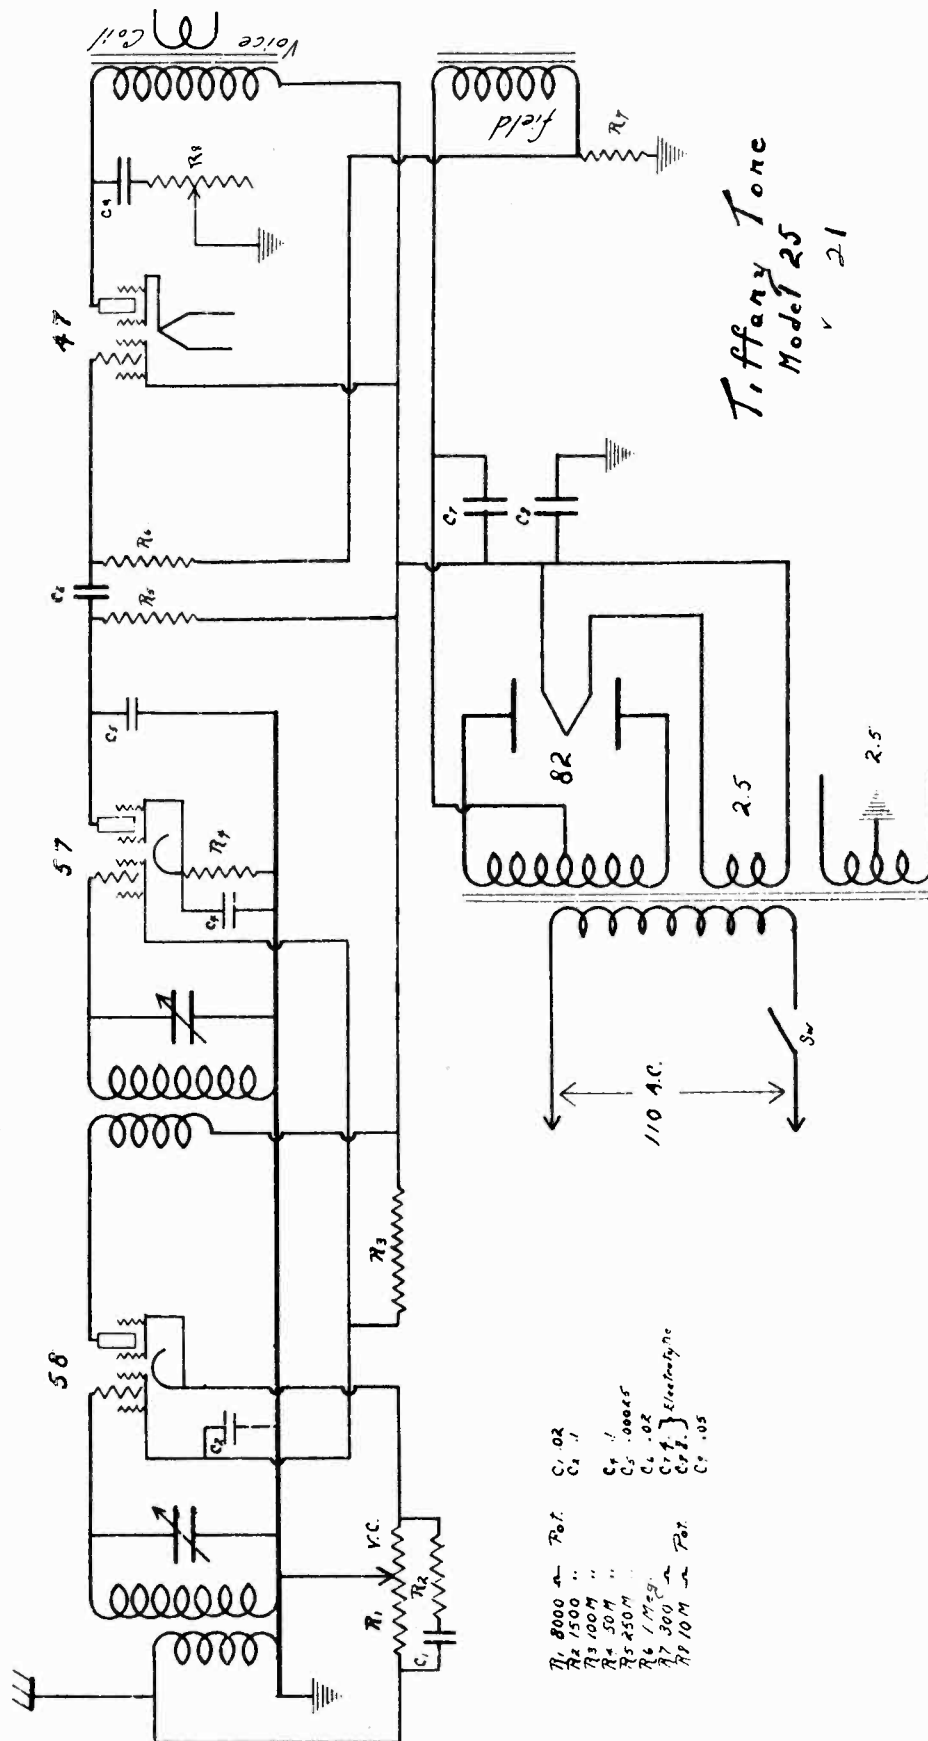 Tiffany Tone
Model 25
v 21
58
57
47
C2
R4
C4
C5
C6
R5
R6
C9
R8
Voice Coil
field
R7
R1
V.C.
R2
C1
R3
C7
C8
82
2.5
2.5
110 A.C.
Sw
R1 8000 Ω Pot.
R2 1500 "
R3 100M "
R4 50M "
R5 250M "
R6 1 Meg.
R7 300 Ω
R8 10M Ω Pot.
C1 .02
C2 .1
C4 .1
C5 .00025
C6 .02
C7 4. } Electrolytic
C8 8. }
C9 .05